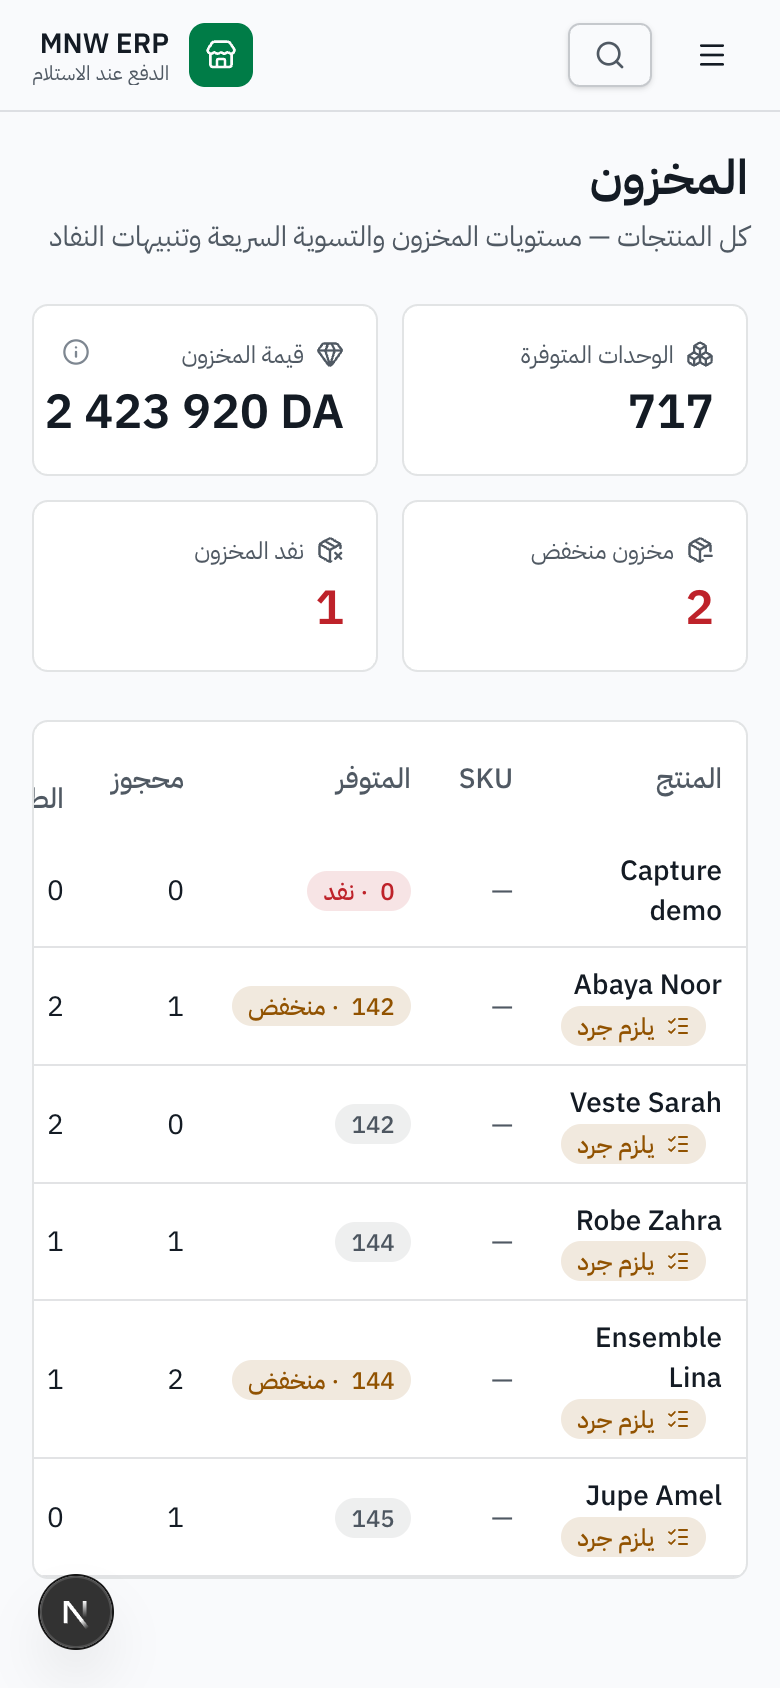 MNW ERP
الدفع عند الاستلام
المخزون
كل المنتجات — مستويات المخزون والتسوية السريعة وتنبيهات النفاد
الوحدات المتوفرة
717
قيمة المخزون
2 423 920 DA
مخزون منخفض
2
نفد المخزون
1
المنتج SKU المتوفر محجوز
Capture demo — 0 · نفد 0 0
Abaya Noor — 142 · منخفض 1 2
يلزم جرد
Veste Sarah — 142 0 2
يلزم جرد
Robe Zahra — 144 1 1
يلزم جرد
Ensemble Lina — 144 · منخفض 2 1
يلزم جرد
Jupe Amel — 145 1 0
يلزم جرد
N